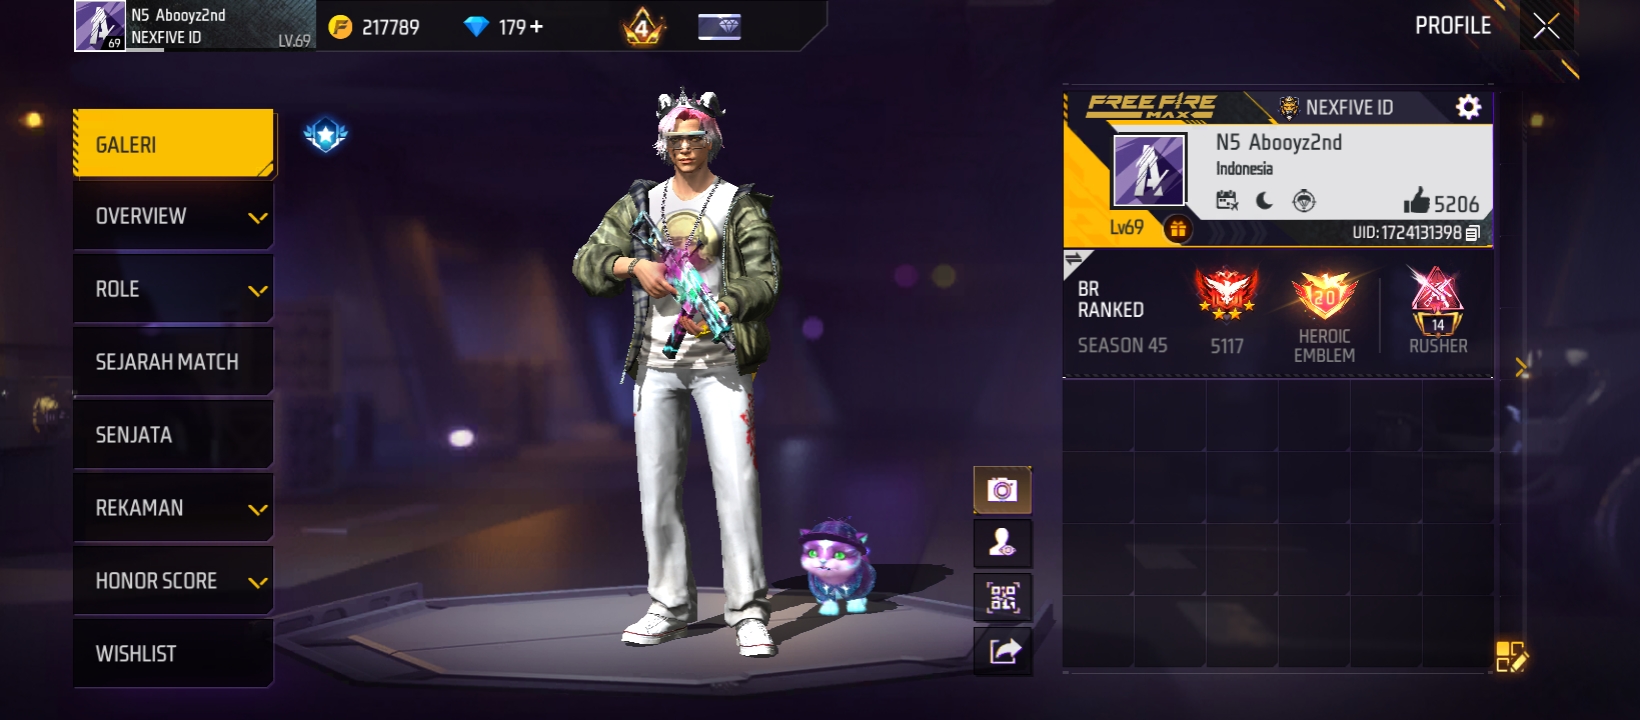 N5 Abooyz2nd
NEXFIVE ID
69
LV.69
217789
179+
4
PROFILE
GALERI
OVERVIEW
ROLE
SEJARAH MATCH
SENJATA
REKAMAN
HONOR SCORE
WISHLIST
FREE FIRE
MAX
NEXFIVE ID
N5 Abooyz2nd
Indonesia
5206
Lv69
UID:1724131398
BR
RANKED
SEASON 45
5117
20
HEROIC
EMBLEM
14
RUSHER